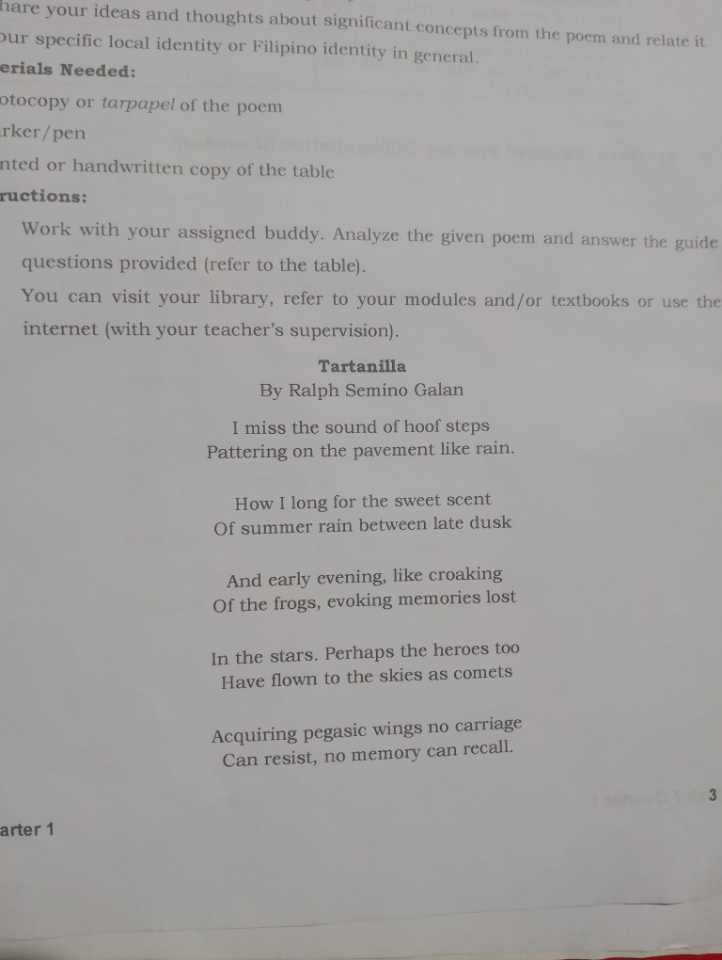 hare your ideas and thoughts about significant concepts from the poem and relate it
our specific local identity or Filipino identity in general.
erials Needed:
otocopy or tarpapel of the poem
rker/pen
nted or handwritten copy of the table
ructions:
Work with your assigned buddy. Analyze the given poem and answer the guide
questions provided (refer to the table).
You can visit your library, refer to your modules and/or textbooks or use the
internet (with your teacher's supervision).
Tartanilla
By Ralph Semino Galan
I miss the sound of hoof steps
Pattering on the pavement like rain.
How I long for the sweet scent
Of summer rain between late dusk
And early evening, like croaking
Of the frogs, evoking memories lost
In the stars. Perhaps the heroes too
Have flown to the skies as comets
Acquiring pegasic wings no carriage
Can resist, no memory can recall.
3
arter 1